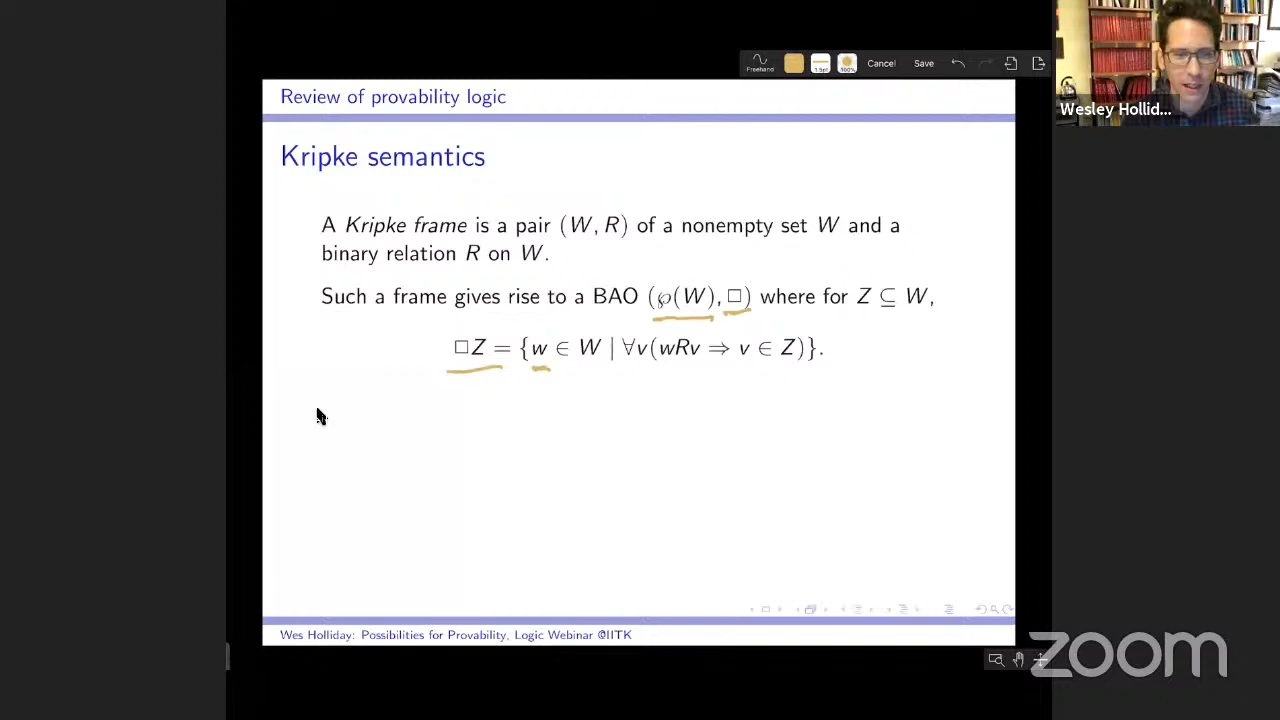 Freehand
Cancel
Save
Wesley Hollid...
Review of provability logic
Kripke semantics
A Kripke frame is a pair (W, R) of a nonempty set W and a
binary relation R on W.
Such a frame gives rise to a BAO (℘(W), □) where for Z ⊆ W,
□Z = {w ∈ W | ∀v(wRv ⇒ v ∈ Z)}.
Wes Holliday: Possibilities for Provability, Logic Webinar @IITK
zoom